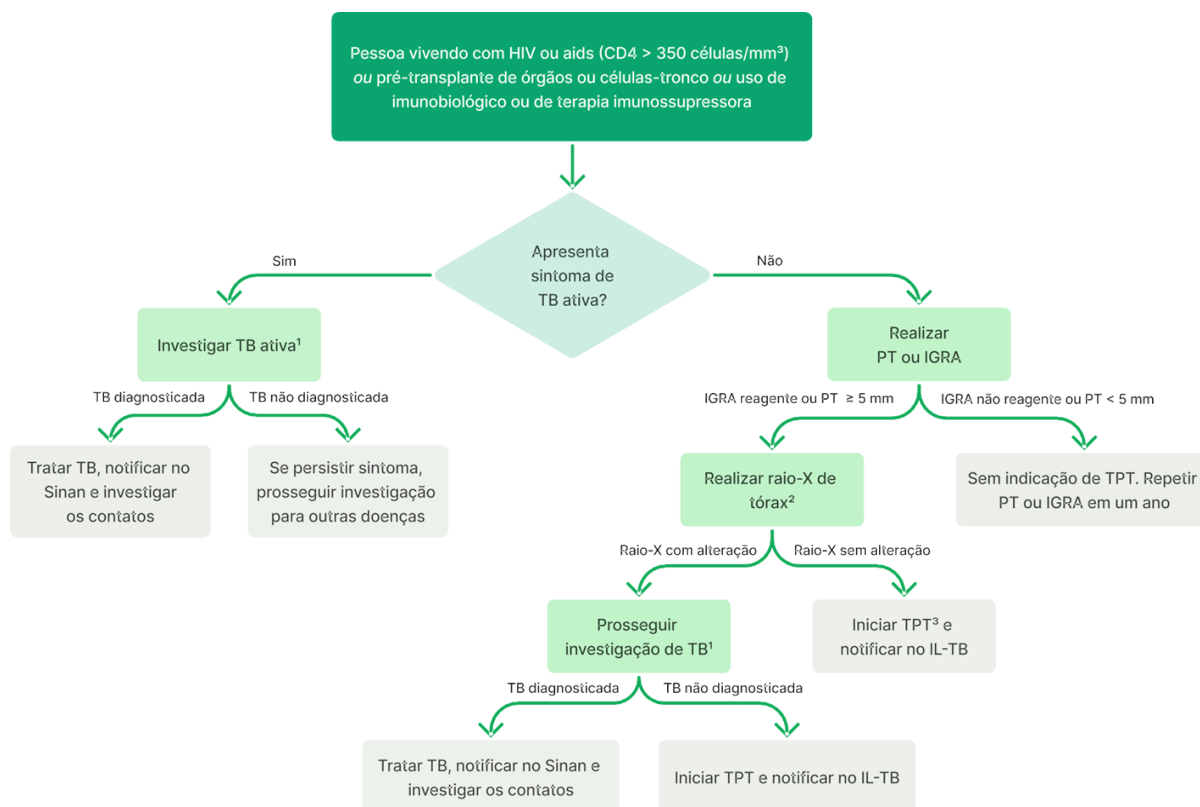 Pessoa vivendo com HIV ou aids (CD4 > 350 células/mm³)
ou pré-transplante de órgãos ou células-tronco ou uso de
imunobiológico ou de terapia imunossupressora
Apresenta
sintoma de
TB ativa?
Sim
Não
Investigar TB ativa¹
Realizar
PT ou IGRA
TB diagnosticada
TB não diagnosticada
IGRA reagente ou PT ≥ 5 mm
IGRA não reagente ou PT < 5 mm
Tratar TB, notificar no
Sinan e investigar
os contatos
Se persistir sintoma,
prosseguir investigação
para outras doenças
Realizar raio-X de
tórax²
Sem indicação de TPT. Repetir
PT ou IGRA em um ano
Raio-X com alteração
Raio-X sem alteração
Prosseguir
investigação de TB¹
Iniciar TPT³ e
notificar no IL-TB
TB diagnosticada
TB não diagnosticada
Tratar TB, notificar no Sinan e
investigar os contatos
Iniciar TPT e notificar no IL-TB